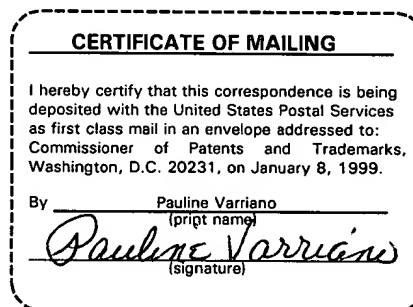 CERTIFICATE OF MAILING
I hereby certify that this correspondence is being
deposited with the United States Postal Services
as first class mail in an envelope addressed to:
Commissioner of Patents and Trademarks,
Washington, D.C. 20231, on January 8, 1999.
By Pauline Varriano
(print name)
Pauline Varriano
(signature)